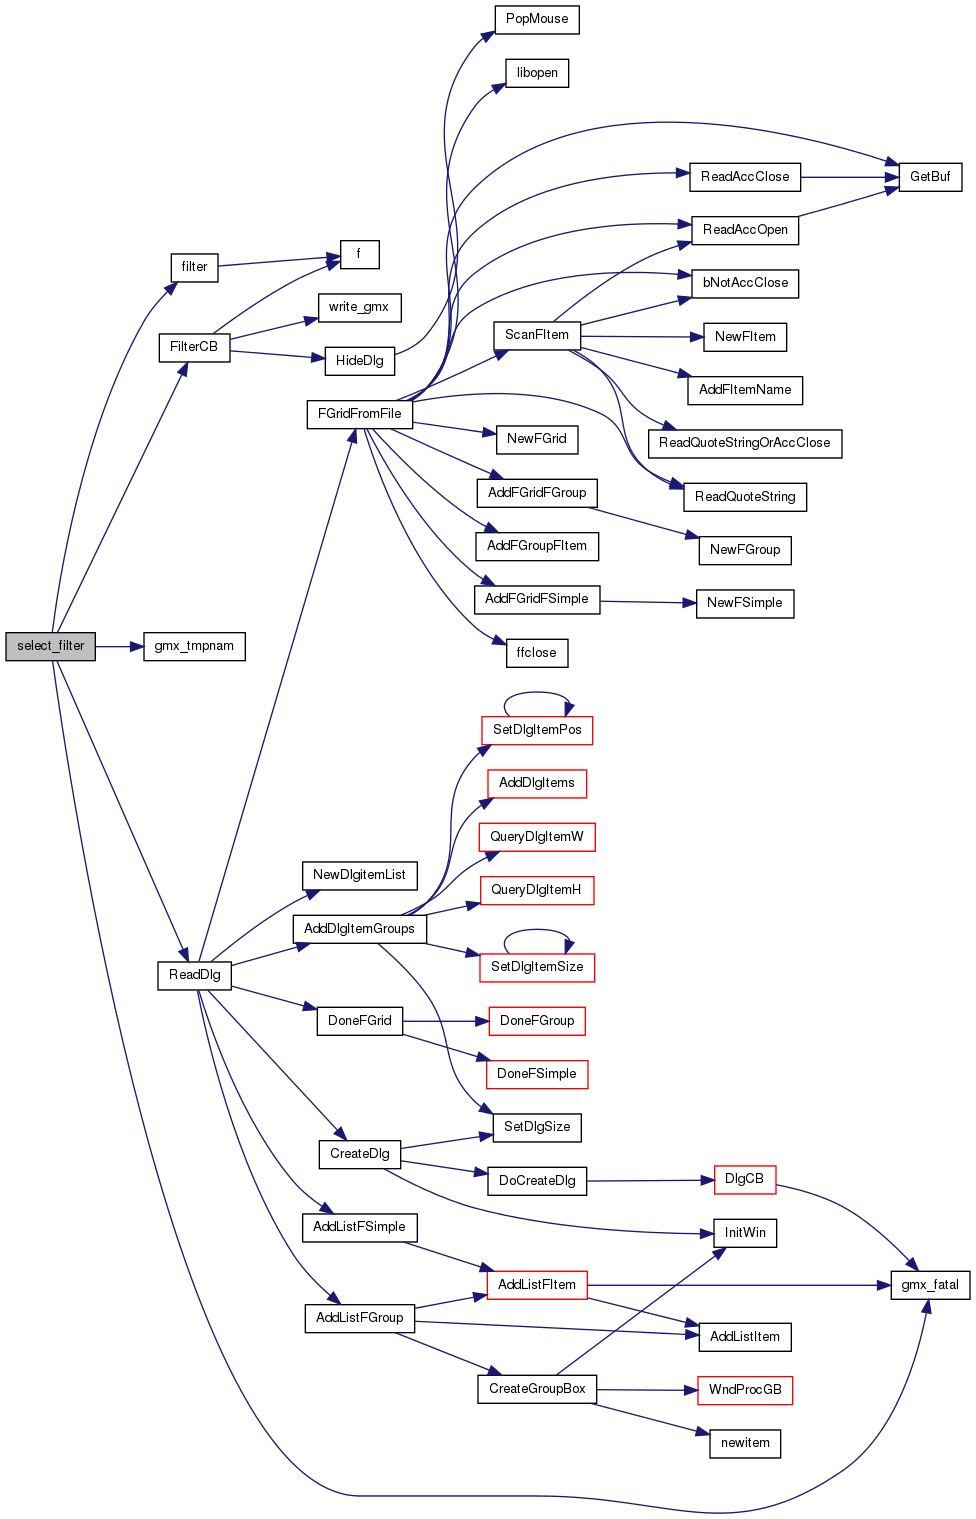 PopMouse
libopen
ReadAccClose
GetBuf
ReadAccOpen
filter
f
bNotAccClose
write_gmx
ScanFItem
NewFItem
FilterCB
HideDlg
AddFItemName
FGridFromFile
NewFGrid
ReadQuoteStringOrAccClose
AddFGridFGroup
ReadQuoteString
AddFGroupFItem
NewFGroup
AddFGridFSimple
NewFSimple
select_filter
gmx_tmpnam
ffclose
SetDlgItemPos
AddDlgItems
QueryDlgItemW
NewDlgitemList
QueryDlgItemH
AddDlgItemGroups
SetDlgItemSize
ReadDlg
DoneFGrid
DoneFGroup
DoneFSimple
SetDlgSize
CreateDlg
DoCreateDlg
DlgCB
AddListFSimple
InitWin
AddListFItem
gmx_fatal
AddListFGroup
AddListItem
CreateGroupBox
WndProcGB
newitem